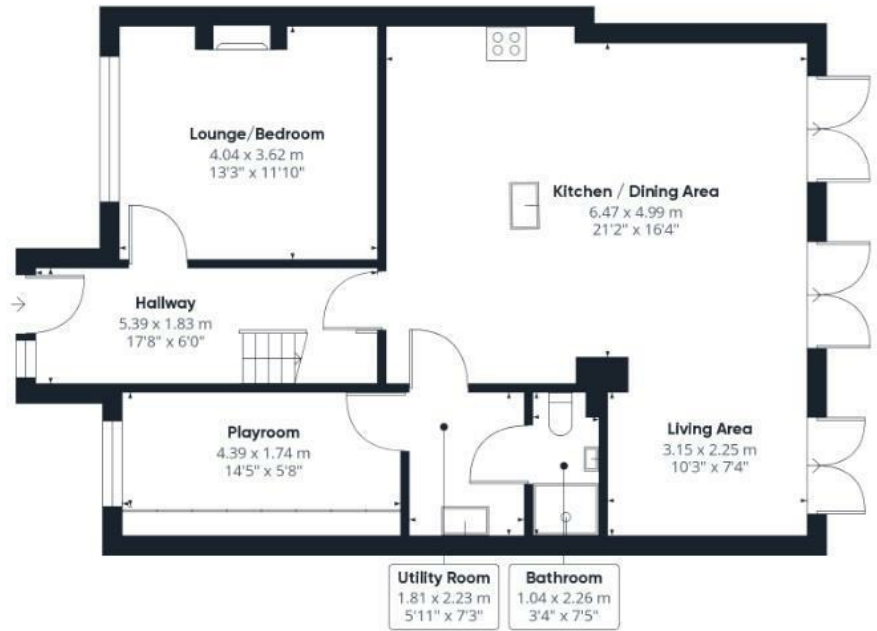 Lounge/Bedroom
4.04 x 3.62 m
13'3" x 11'10"
Kitchen / Dining Area
6.47 x 4.99 m
21'2" x 16'4"
Hallway
5.39 x 1.83 m
17'8" x 6'0"
Playroom
4.39 x 1.74 m
14'5" x 5'8"
Living Area
3.15 x 2.25 m
10'3" x 7'4"
Utility Room
1.81 x 2.23 m
5'11" x 7'3"
Bathroom
1.04 x 2.26 m
3'4" x 7'5"